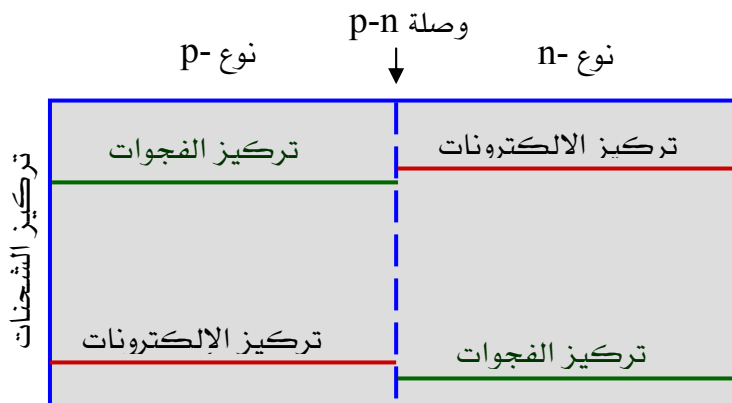 وصلة p-n
نوع -p
نوع -n
تركيز الشحنات
تركيز الفجوات
تركيز الالكترونات
تركيز الإلكترونات
تركيز الفجوات